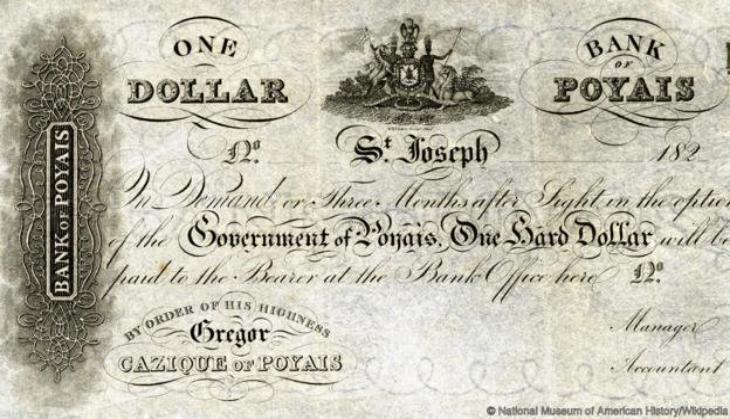 ONE
DOLLAR
BANK
OF
POYAIS
BANK OF POYAIS
No.
St. Joseph
182
On Demand or Three Months after Sight in the option
of the Government of Poyais, One Hard Dollar will be
paid to the Bearer at the Bank Office here No.
BY ORDER OF HIS HIGHNESS
Gregor
CAZIQUE OF POYAIS
Manager
Accountant
© National Museum of American History/Wikipedia